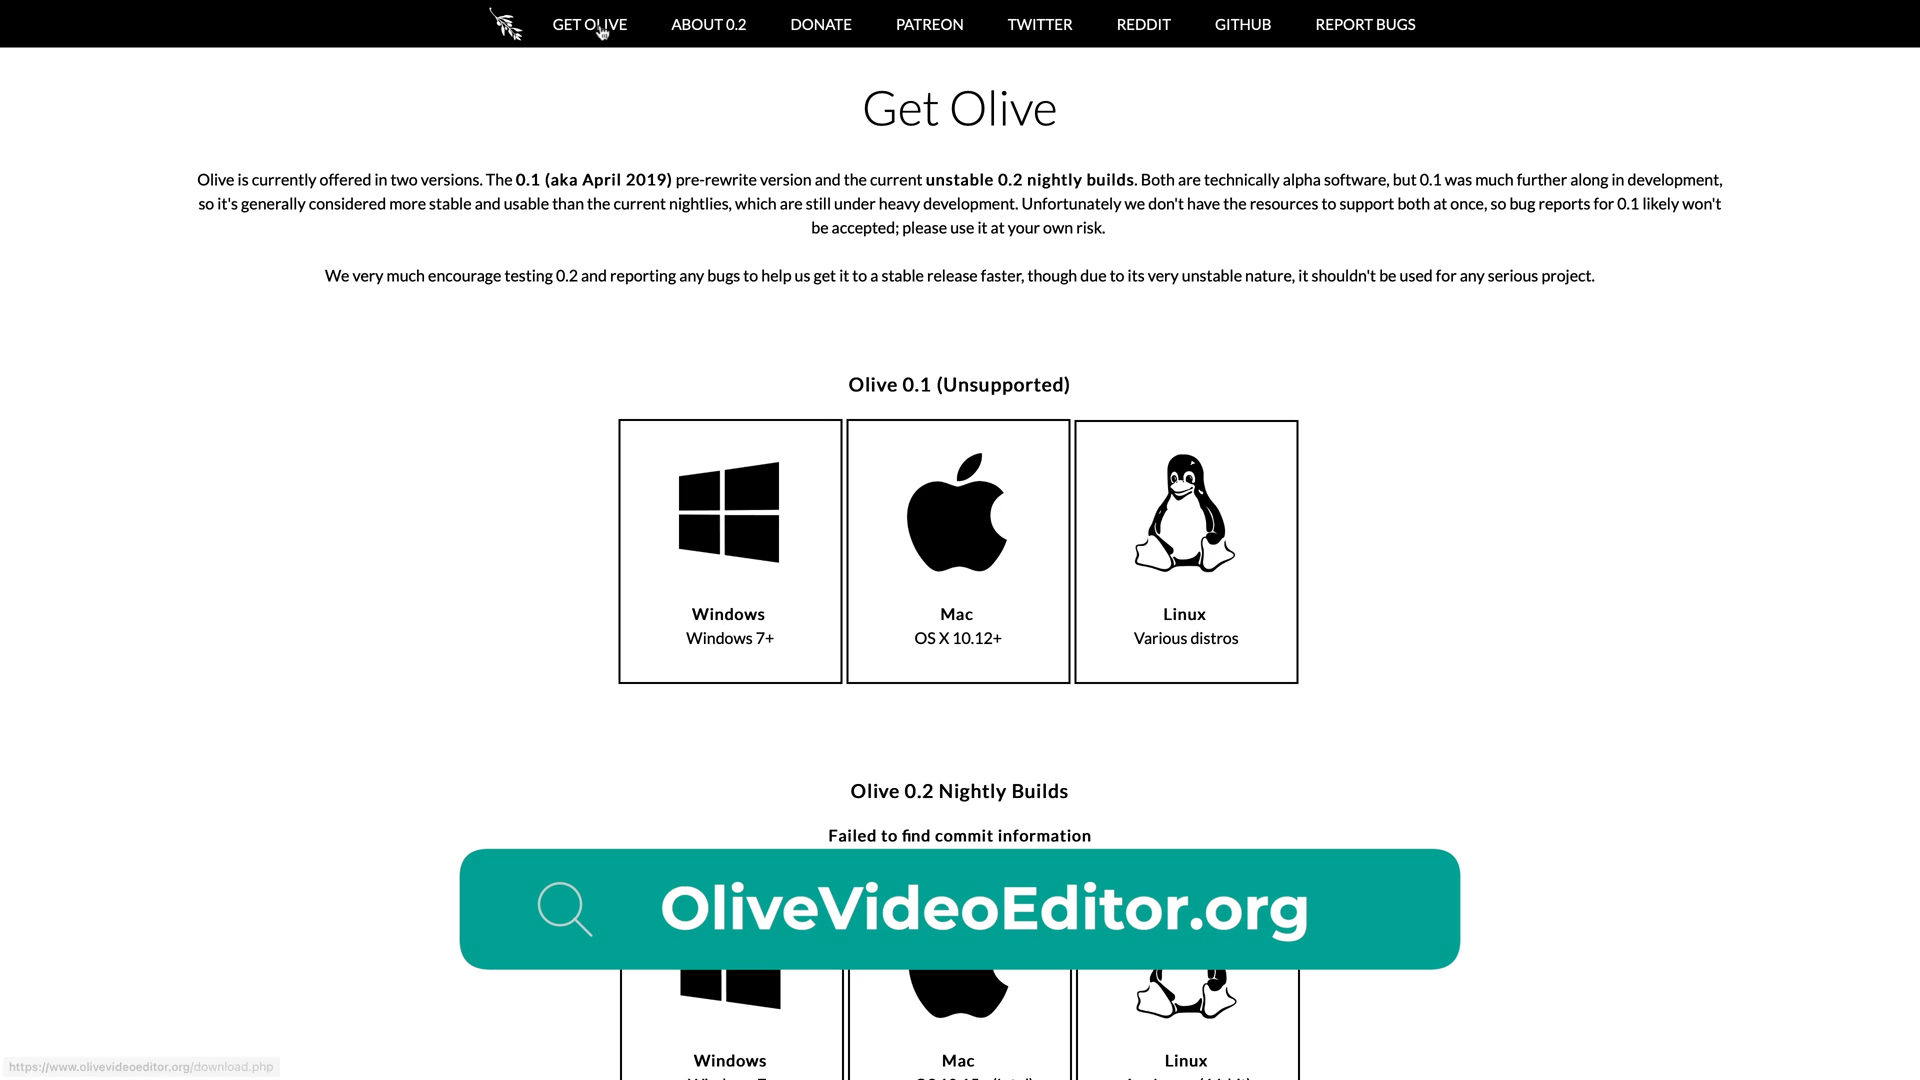 GET OLIVE ABOUT 0.2 DONATE PATREON TWITTER REDDIT GITHUB REPORT BUGS
Get Olive
Olive is currently offered in two versions. The 0.1 (aka April 2019) pre-rewrite version and the current unstable 0.2 nightly builds. Both are technically alpha software, but 0.1 was much further along in development,
so it's generally considered more stable and usable than the current nightlies, which are still under heavy development. Unfortunately we don't have the resources to support both at once, so bug reports for 0.1 likely won't
be accepted; please use it at your own risk.
We very much encourage testing 0.2 and reporting any bugs to help us get it to a stable release faster, though due to its very unstable nature, it shouldn't be used for any serious project.
Olive 0.1 (Unsupported)
Windows Mac Linux
Windows 7+ OS X 10.12+ Various distros
Olive 0.2 Nightly Builds
Failed to find commit information
OliveVideoEditor.org
Windows Mac Linux
https://www.olivevideoeditor.org/download.php